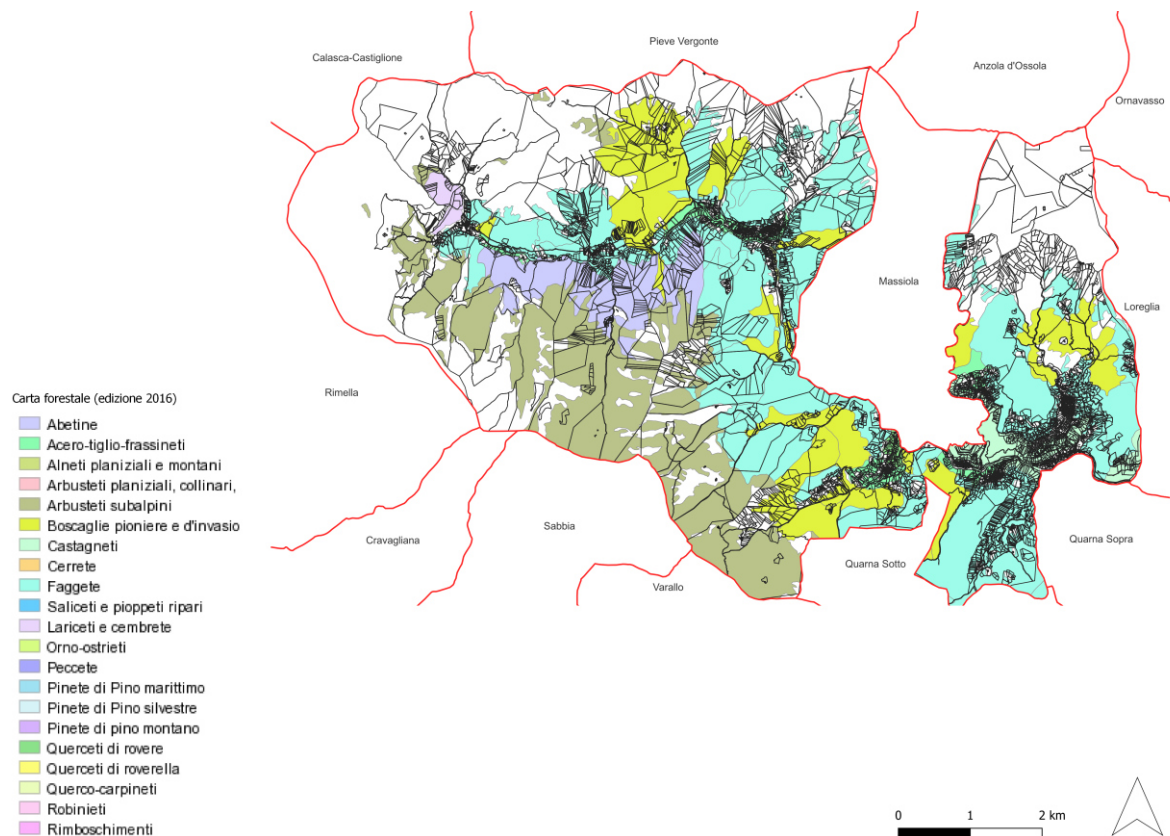 Pieve Vergonte
Calasca-Castiglione
Anzola d'Ossola
Ornavasso
Massiola
Loreglia
Rimella
Carta forestale (edizione 2016)
Abetine
Acero-tiglio-frassineti
Alneti planiziali e montani
Arbusteti planiziali, collinari,
Arbusteti subalpini
Boscaglie pioniere e d'invasio
Castagneti
Cerrete
Faggete
Saliceti e pioppeti ripari
Lariceti e cembrete
Orno-ostrieti
Peccete
Pinete di Pino marittimo
Pinete di Pino silvestre
Pinete di pino montano
Querceti di rovere
Querceti di roverella
Querco-carpineti
Robinieti
Rimboschimenti
Sabbia
Cravagliana
Quarna Sopra
Quarna Sotto
Varallo
0 1 2 km